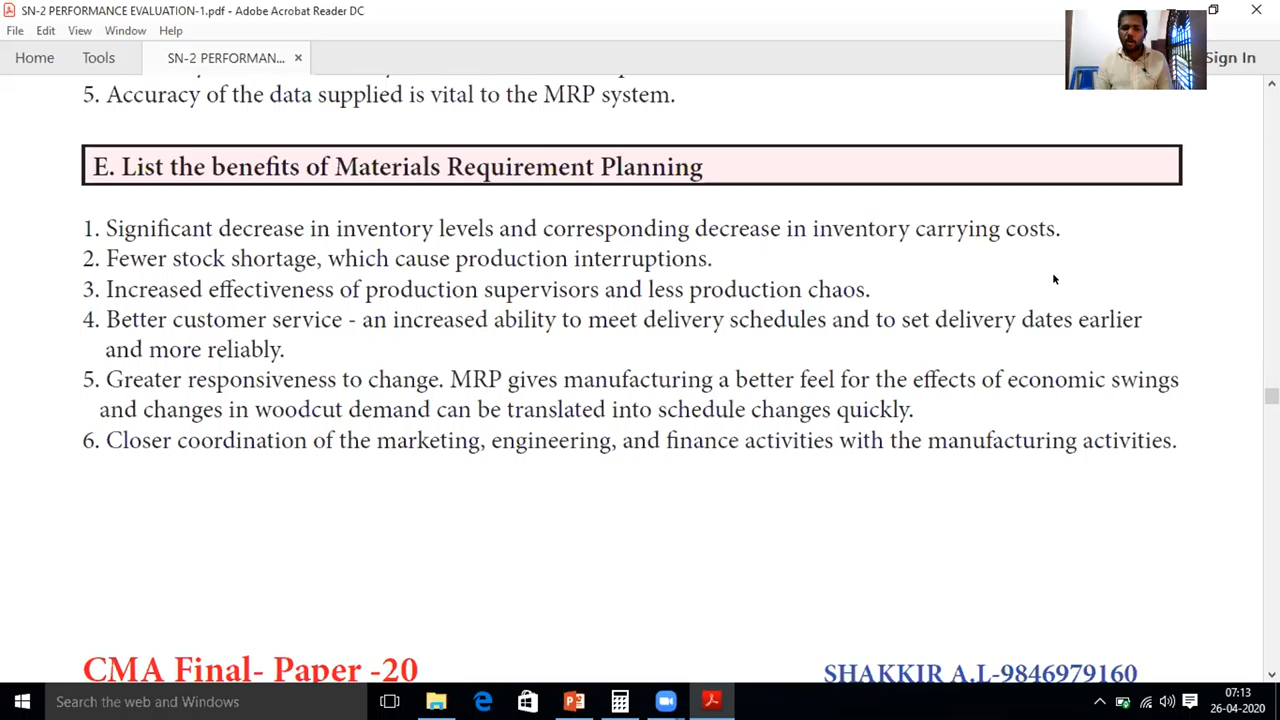 SN-2 PERFORMANCE EVALUATION-1.pdf - Adobe Acrobat Reader DC
File Edit View Window Help
Home Tools SN-2 PERFORMAN... × Sign In
5. Accuracy of the data supplied is vital to the MRP system.
E. List the benefits of Materials Requirement Planning
1. Significant decrease in inventory levels and corresponding decrease in inventory carrying costs.
2. Fewer stock shortage, which cause production interruptions.
3. Increased effectiveness of production supervisors and less production chaos.
4. Better customer service - an increased ability to meet delivery schedules and to set delivery dates earlier
and more reliably.
5. Greater responsiveness to change. MRP gives manufacturing a better feel for the effects of economic swings
and changes in woodcut demand can be translated into schedule changes quickly.
6. Closer coordination of the marketing, engineering, and finance activities with the manufacturing activities.
CMA Final- Paper -20
SHAKKIR A.L-9846979160
Search the web and Windows
07:13
26-04-2020